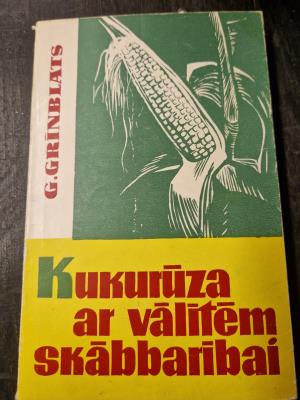 G. GRĪNBLATS
Kukurūza
ar vālītēm
skābbarībai